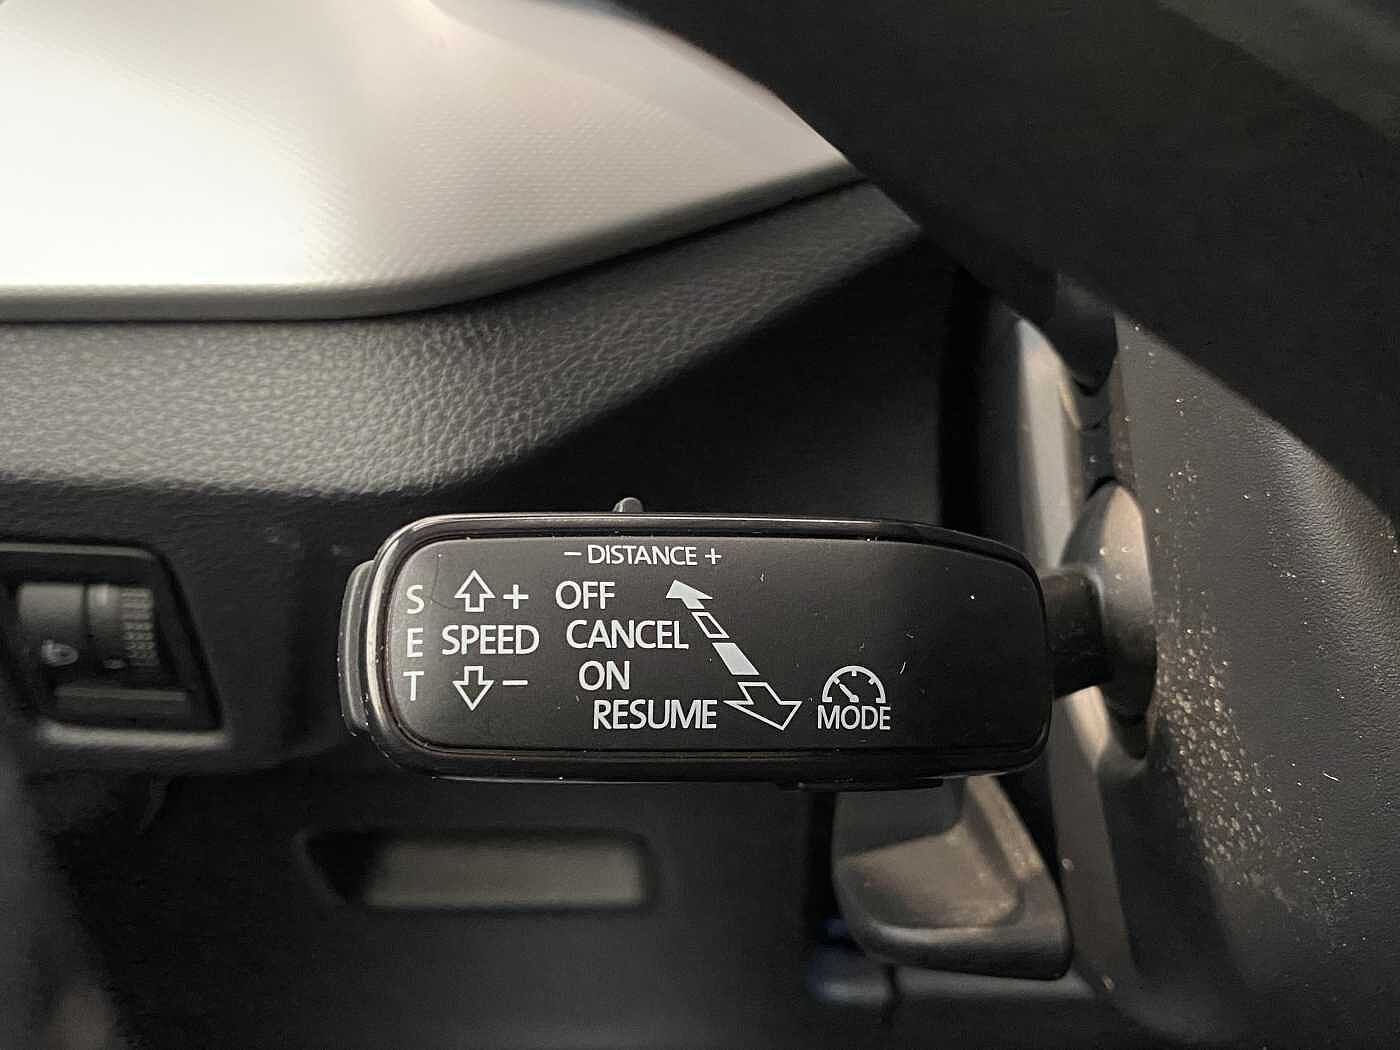 − DISTANCE +
S + OFF
E SPEED CANCEL
T − ON
RESUME MODE